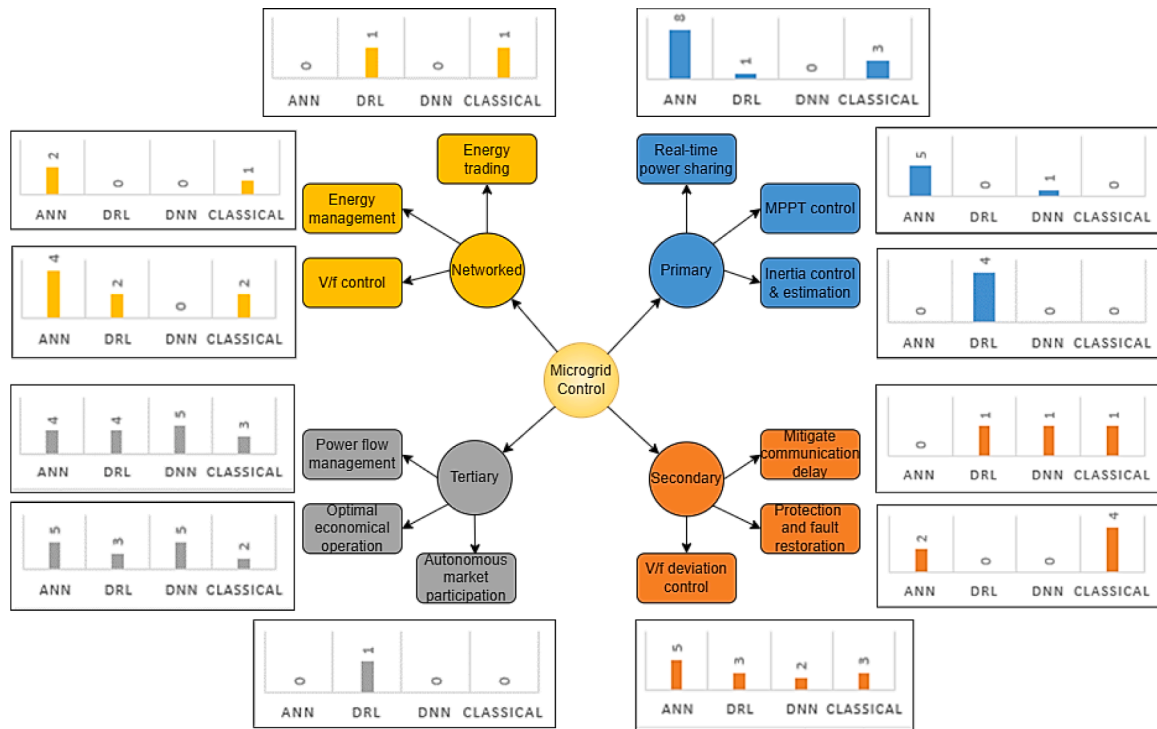 0 1 0 1
ANN DRL DNN CLASSICAL
8 1 0 3
ANN DRL DNN CLASSICAL
2 0 0 1
ANN DRL DNN CLASSICAL
4 2 0 2
ANN DRL DNN CLASSICAL
Energy
trading
Energy
management
V/f control
Networked
Real-time
power sharing
MPPT control
Inertia control
& estimation
Primary
5 0 1 0
ANN DRL DNN CLASSICAL
0 4 0 0
ANN DRL DNN CLASSICAL
Microgrid
Control
4 4 5 3
ANN DRL DNN CLASSICAL
5 3 5 2
ANN DRL DNN CLASSICAL
Power flow
management
Tertiary
Optimal
economical
operation
Autonomous
market
participation
Secondary
Mitigate
communication
delay
Protection
and fault
restoration
V/f deviation
control
0 1 1 1
ANN DRL DNN CLASSICAL
2 0 0 4
ANN DRL DNN CLASSICAL
0 1 0 0
ANN DRL DNN CLASSICAL
5 3 2 3
ANN DRL DNN CLASSICAL